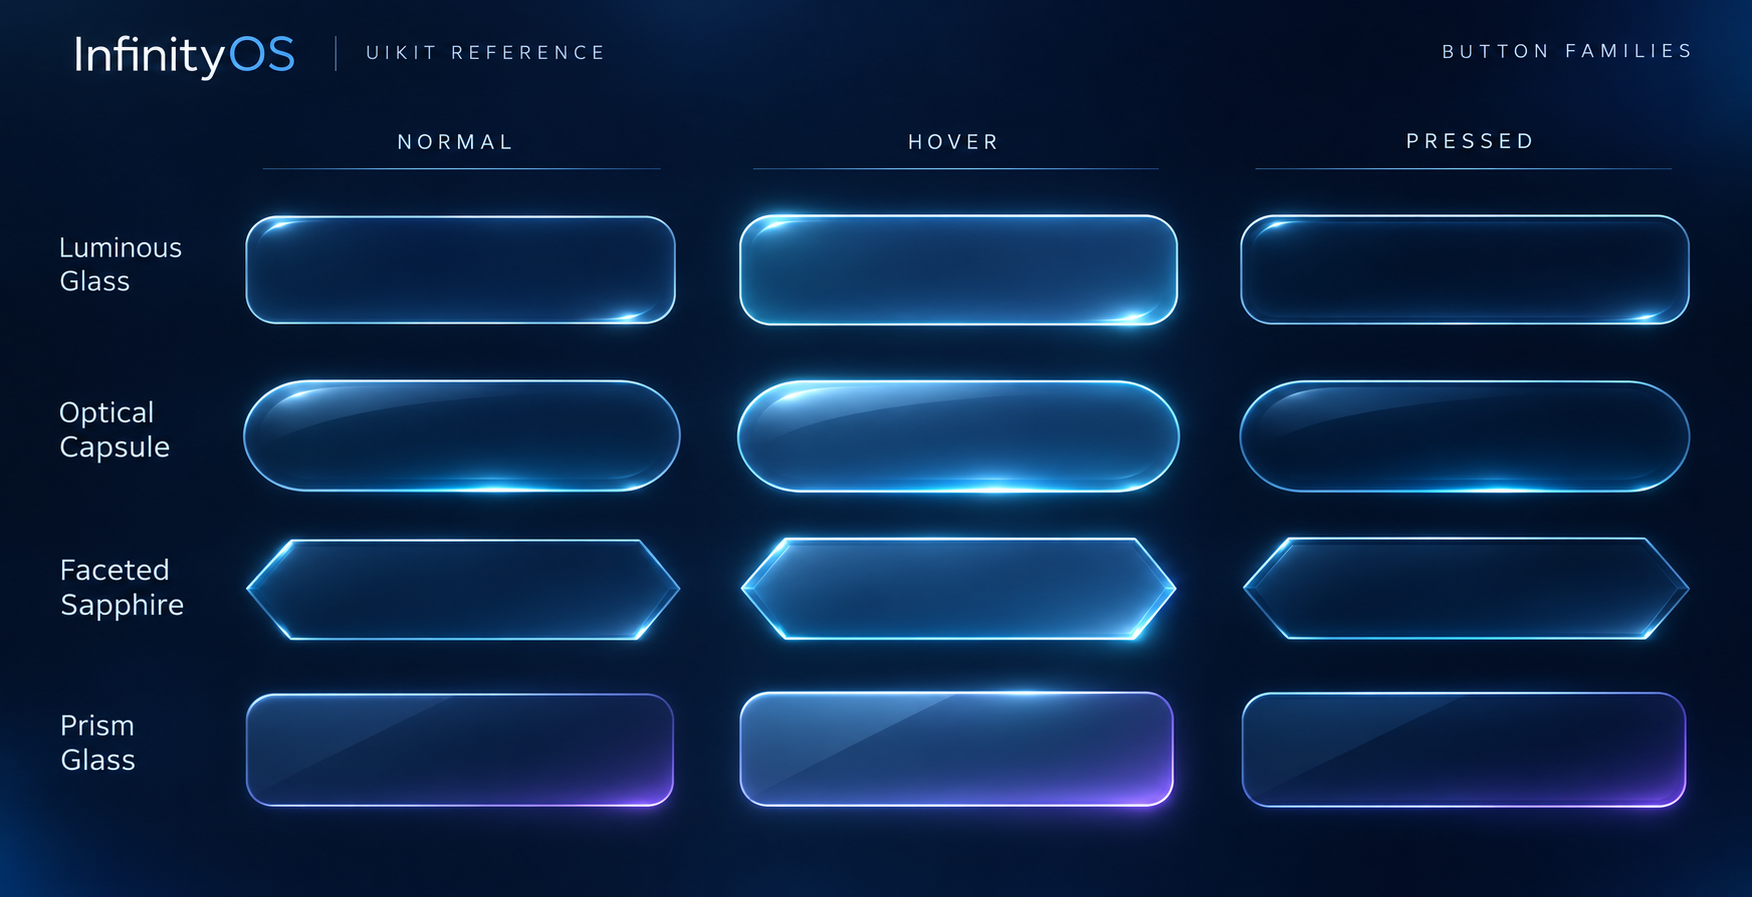 InfinityOS
UIKIT REFERENCE
BUTTON FAMILIES
NORMAL
HOVER
PRESSED
Luminous
Glass
Optical
Capsule
Faceted
Sapphire
Prism
Glass